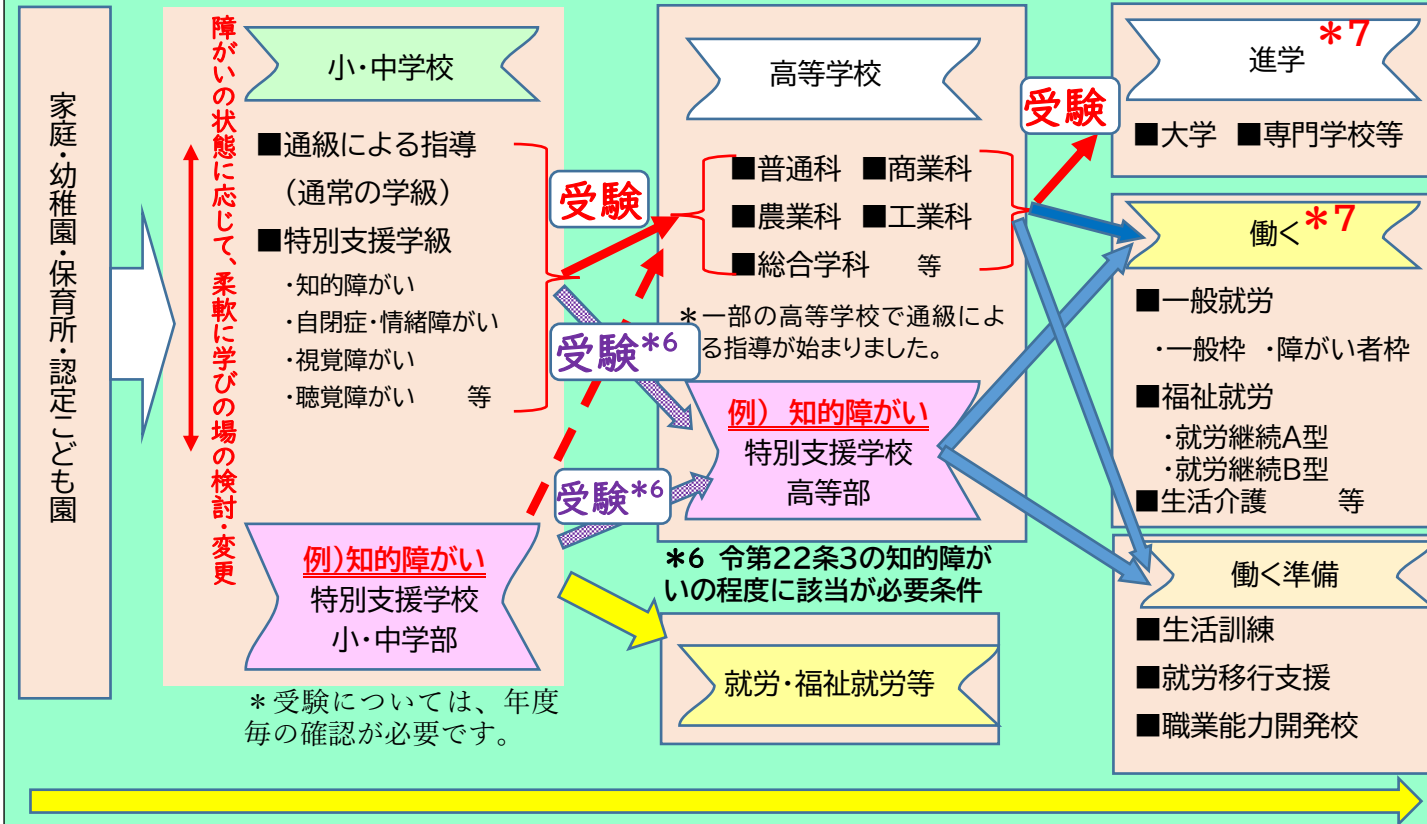 家庭・幼稚園・保育所・認定こども園
障がいの状態に応じて、柔軟に学びの場の検討・変更
小・中学校
■通級による指導
（通常の学級）
■特別支援学級
・知的障がい
・自閉症・情緒障がい
・視覚障がい
・聴覚障がい　　等
例）知的障がい
特別支援学校
小・中学部
＊受験については、年度
毎の確認が必要です。
受験
受験*6
受験*6
高等学校
■普通科　■商業科
■農業科　■工業科
■総合学科　　等
＊一部の高等学校で通級によ
る指導が始まりました。
例） 知的障がい
特別支援学校
高等部
*6 令第22条3の知的障が
いの程度に該当が必要条件
就労・福祉就労等
受験
進学 *7
■大学　■専門学校等
働く *7
■一般就労
・一般枠 ・障がい者枠
■福祉就労
・就労継続A型
・就労継続B型
■生活介護　　　等
働く準備
■生活訓練
■就労移行支援
■職業能力開発校